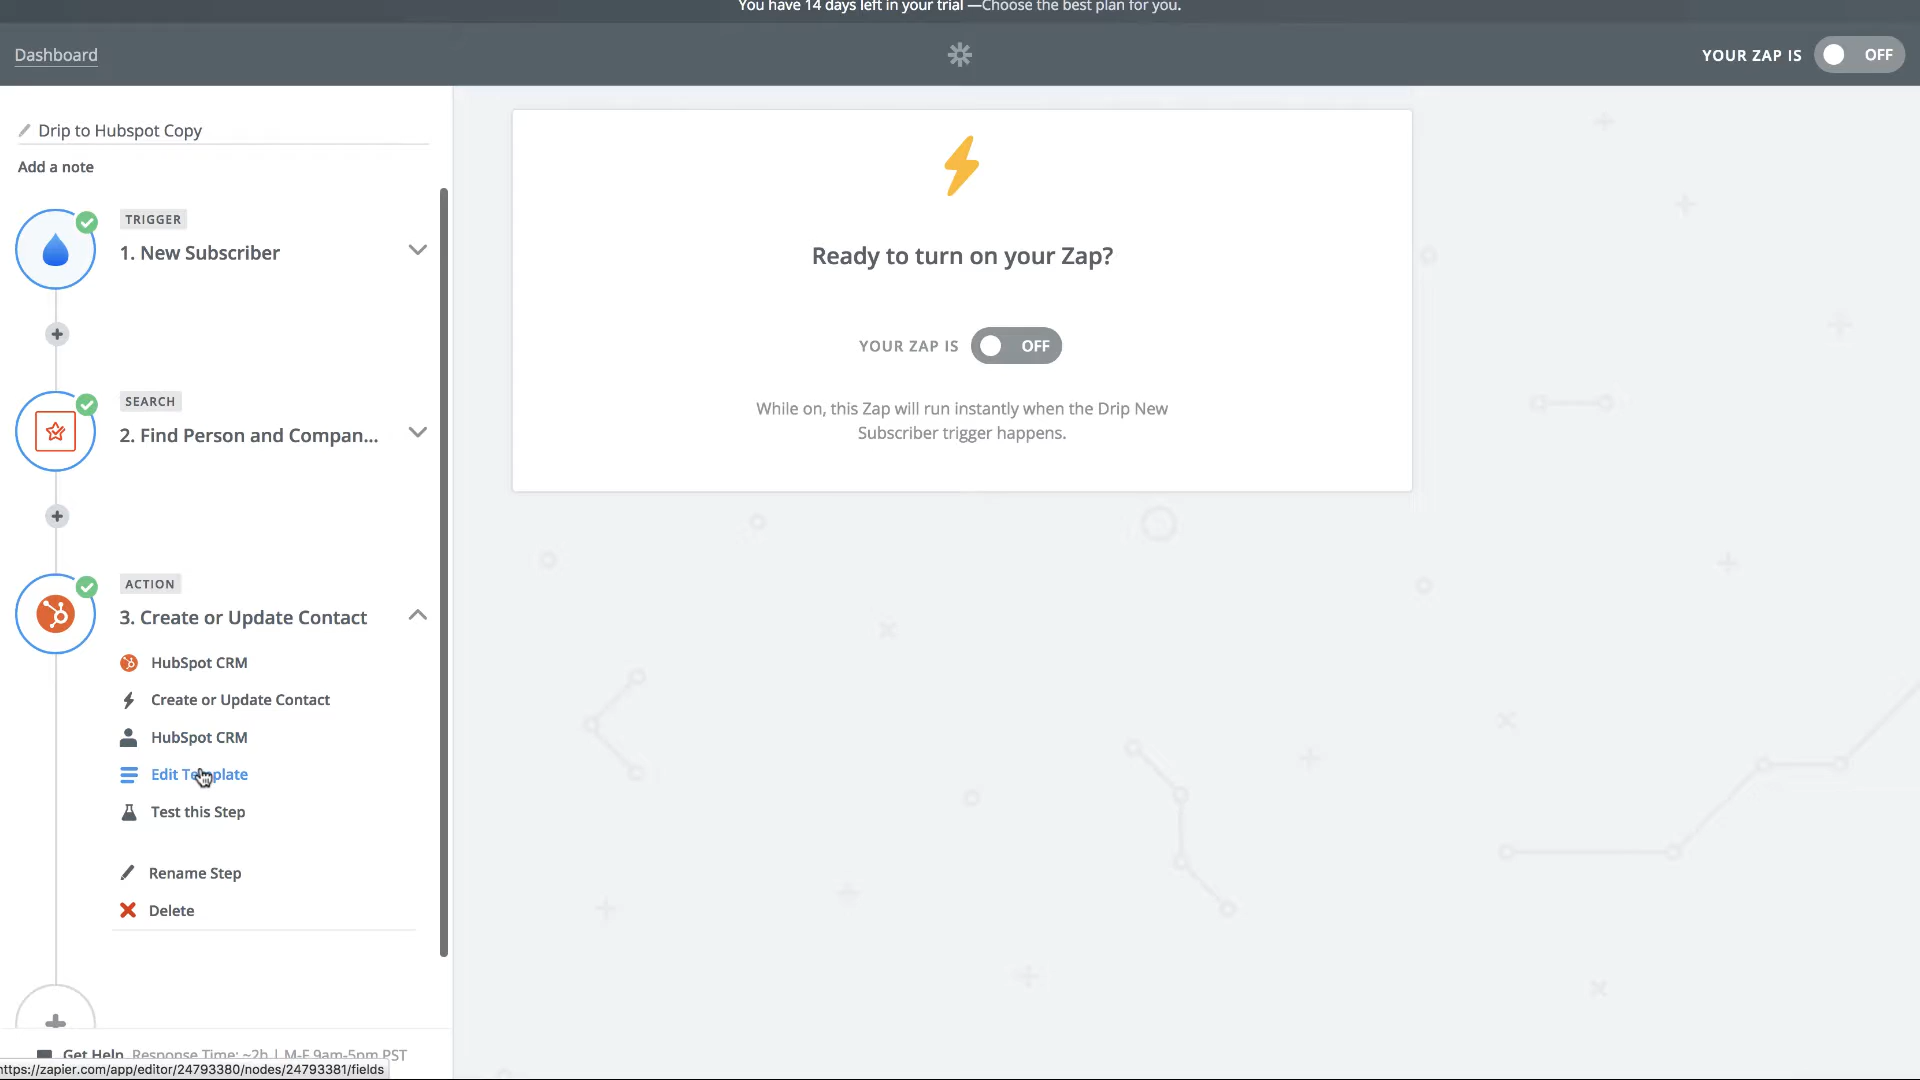 You have 14 days left in your trial —Choose the best plan for you.
Dashboard
YOUR ZAP IS OFF
Drip to Hubspot Copy
Add a note
TRIGGER
1. New Subscriber
SEARCH
2. Find Person and Compan...
ACTION
3. Create or Update Contact
HubSpot CRM
Create or Update Contact
HubSpot CRM
Edit Template
Test this Step
Rename Step
Delete
Get Help Response Time: ~2h | M-F 9am-5pm PST
https://zapier.com/app/editor/24793380/nodes/24793381/fields
Ready to turn on your Zap?
YOUR ZAP IS OFF
While on, this Zap will run instantly when the Drip New
Subscriber trigger happens.